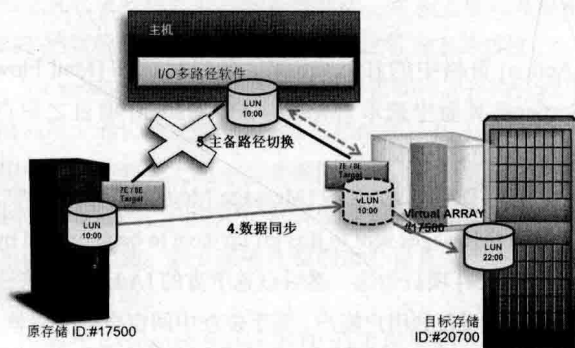 主机
I/O多路径软件
LUN
10:00
5.主备路径切换
7E / 8E
Target
7E / 8E
Target
LUN
10:00
vLUN
10:00
Virtual ARRAY
#17500
4.数据同步
LUN
22:00
原存储 ID:#17500
目标存储
ID:#20700